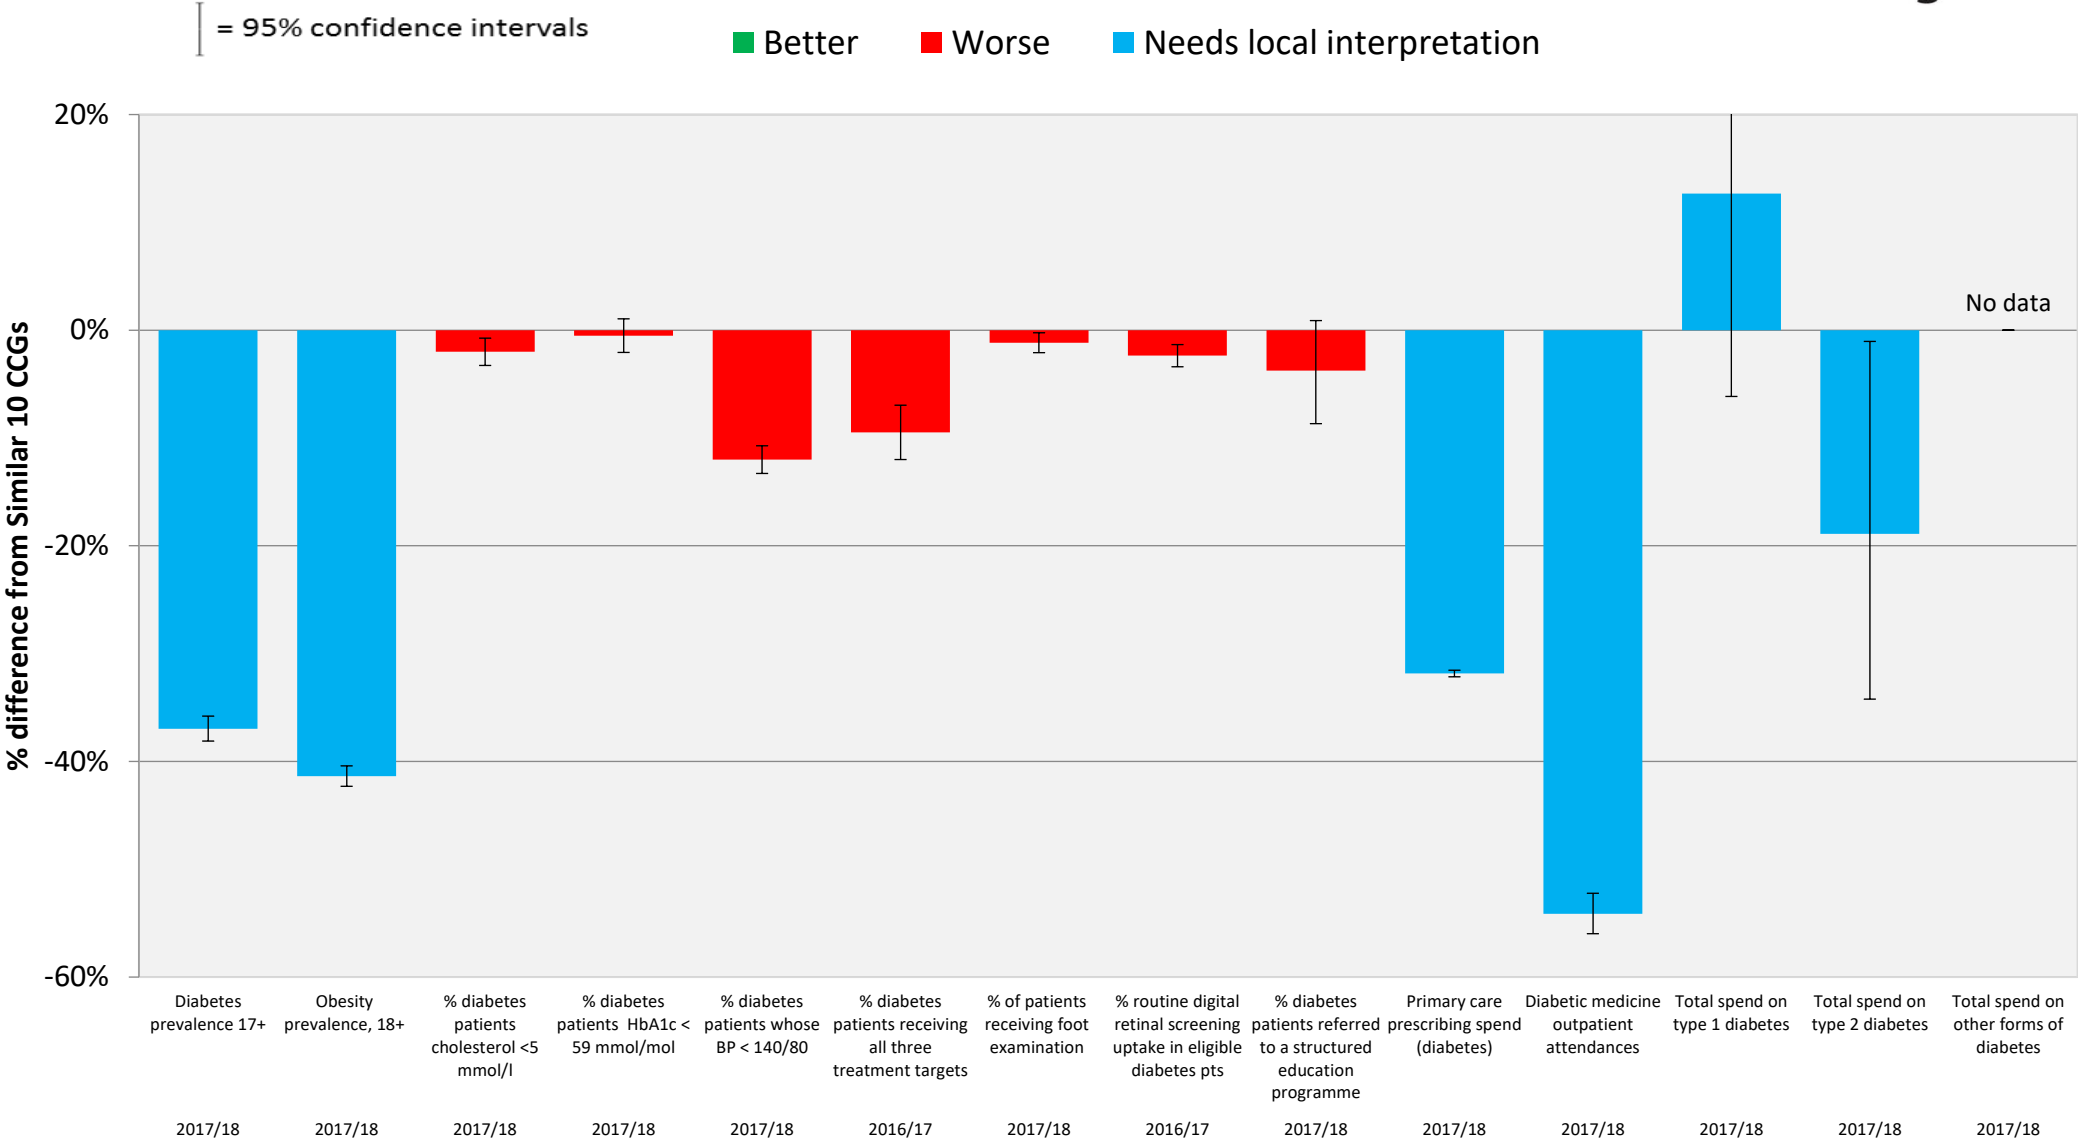 = 95% confidence intervals
Better
Worse
Needs local interpretation
% difference from Similar 10 CCGs
20%
0%
-20%
-40%
-60%
No data
Diabetes
prevalence 17+
2017/18
Obesity
prevalence, 18+
2017/18
% diabetes
patients
cholesterol <5
mmol/l
2017/18
% diabetes
patients HbA1c <
59 mmol/mol
2017/18
% diabetes
patients whose
BP < 140/80
2017/18
% diabetes
patients receiving
all three
treatment targets
2016/17
% of patients
receiving foot
examination
2017/18
% routine digital
retinal screening
uptake in eligible
diabetes pts
2016/17
% diabetes
patients referred
to a structured
education
programme
2017/18
Primary care
prescribing spend
(diabetes)
2017/18
Diabetic medicine
outpatient
attendances
2017/18
Total spend on
type 1 diabetes
2017/18
Total spend on
type 2 diabetes
2017/18
Total spend on
other forms of
diabetes
2017/18